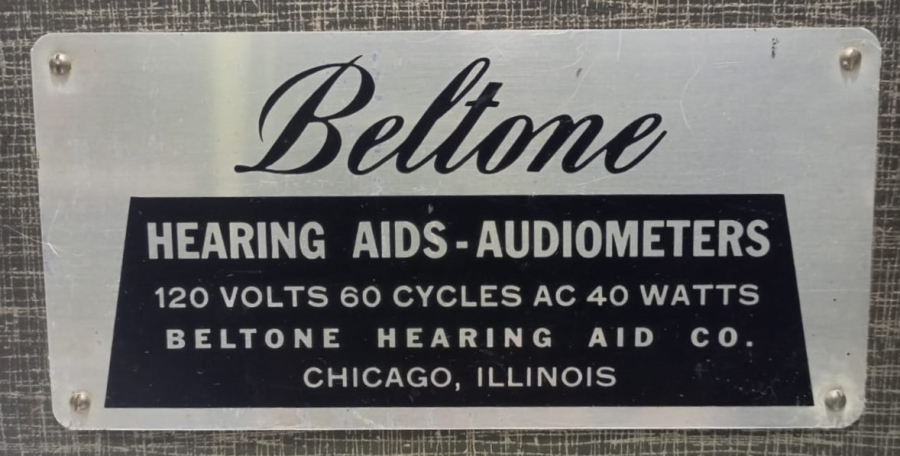 Beltone
HEARING AIDS - AUDIOMETERS
120 VOLTS 60 CYCLES AC 40 WATTS
BELTONE HEARING AID CO.
CHICAGO, ILLINOIS